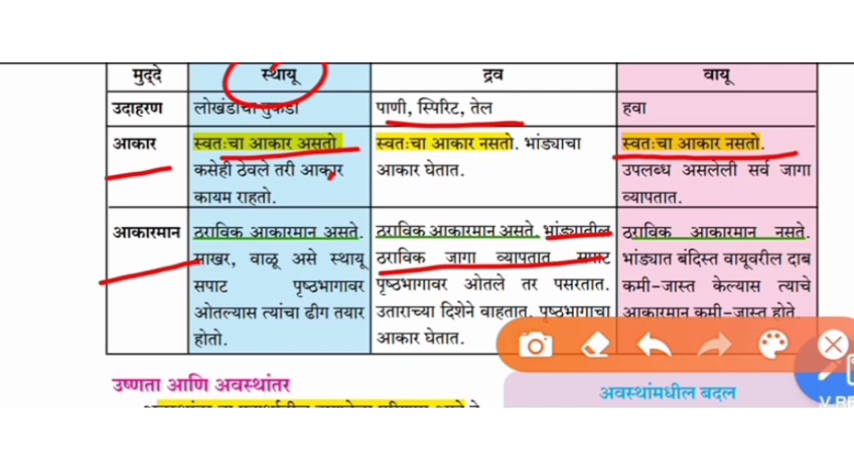 मुद्दे स्थायू द्रव वायू
उदाहरण लोखंडाचा तुकडा पाणी, स्पिरिट, तेल हवा
आकार स्वतःचा आकार असतो. स्वतःचा आकार नसतो. भांड्याचा स्वतःचा आकार नसतो.
कसेही ठेवले तरी आकार आकार घेतात. उपलब्ध असलेली सर्व जागा
कायम राहतो. व्यापतात.
आकारमान ठराविक आकारमान असते. ठराविक आकारमान असते. भांड्यातील ठराविक आकारमान नसते.
साखर, वाळू असे स्थायू ठराविक जागा व्यापतात सपाट भांड्यात बंदिस्त वायूवरील दाब
सपाट पृष्ठभागावर पृष्ठभागावर ओतले तर पसरतात. कमी-जास्त केल्यास त्याचे
ओतल्यास त्यांचा ढीग तयार उताराच्या दिशेने वाहतात. पृष्ठभागाचा आकारमान कमी-जास्त होते.
होतो. आकार घेतात.
उष्णता आणि अवस्थांतर
अवस्थांमधील बदल